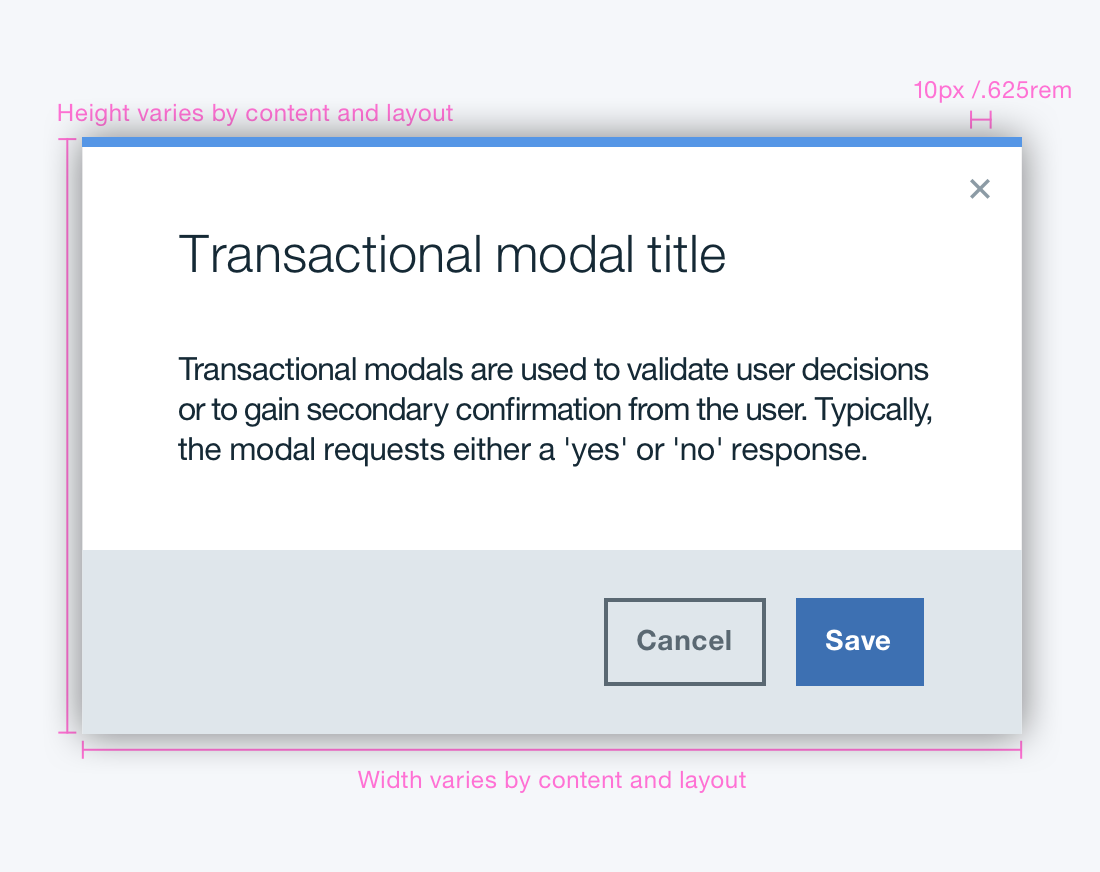 10px /.625rem
Height varies by content and layout
Transactional modal title
Transactional modals are used to validate user decisions
or to gain secondary confirmation from the user. Typically,
the modal requests either a 'yes' or 'no' response.
Cancel
Save
Width varies by content and layout